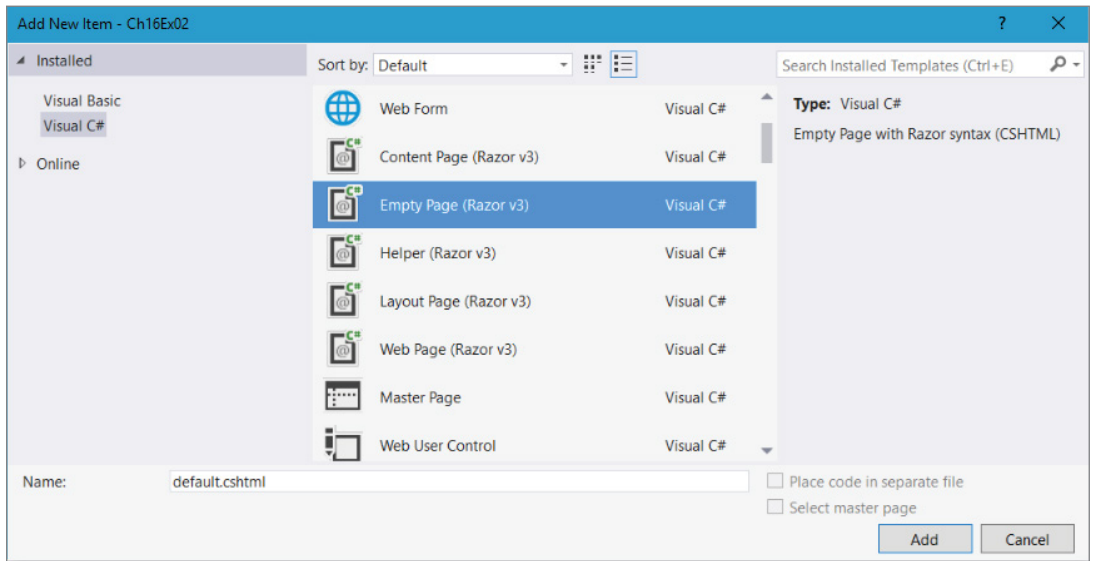 Add New Item - Ch16Ex02
? ×
Installed
Visual Basic
Visual C#
Online
Sort by: Default
Search Installed Templates (Ctrl+E)
Web Form Visual C#
Content Page (Razor v3) Visual C#
Empty Page (Razor v3) Visual C#
Helper (Razor v3) Visual C#
Layout Page (Razor v3) Visual C#
Web Page (Razor v3) Visual C#
Master Page Visual C#
Web User Control Visual C#
Type: Visual C#
Empty Page with Razor syntax (CSHTML)
Name: default.cshtml
Place code in separate file
Select master page
Add Cancel